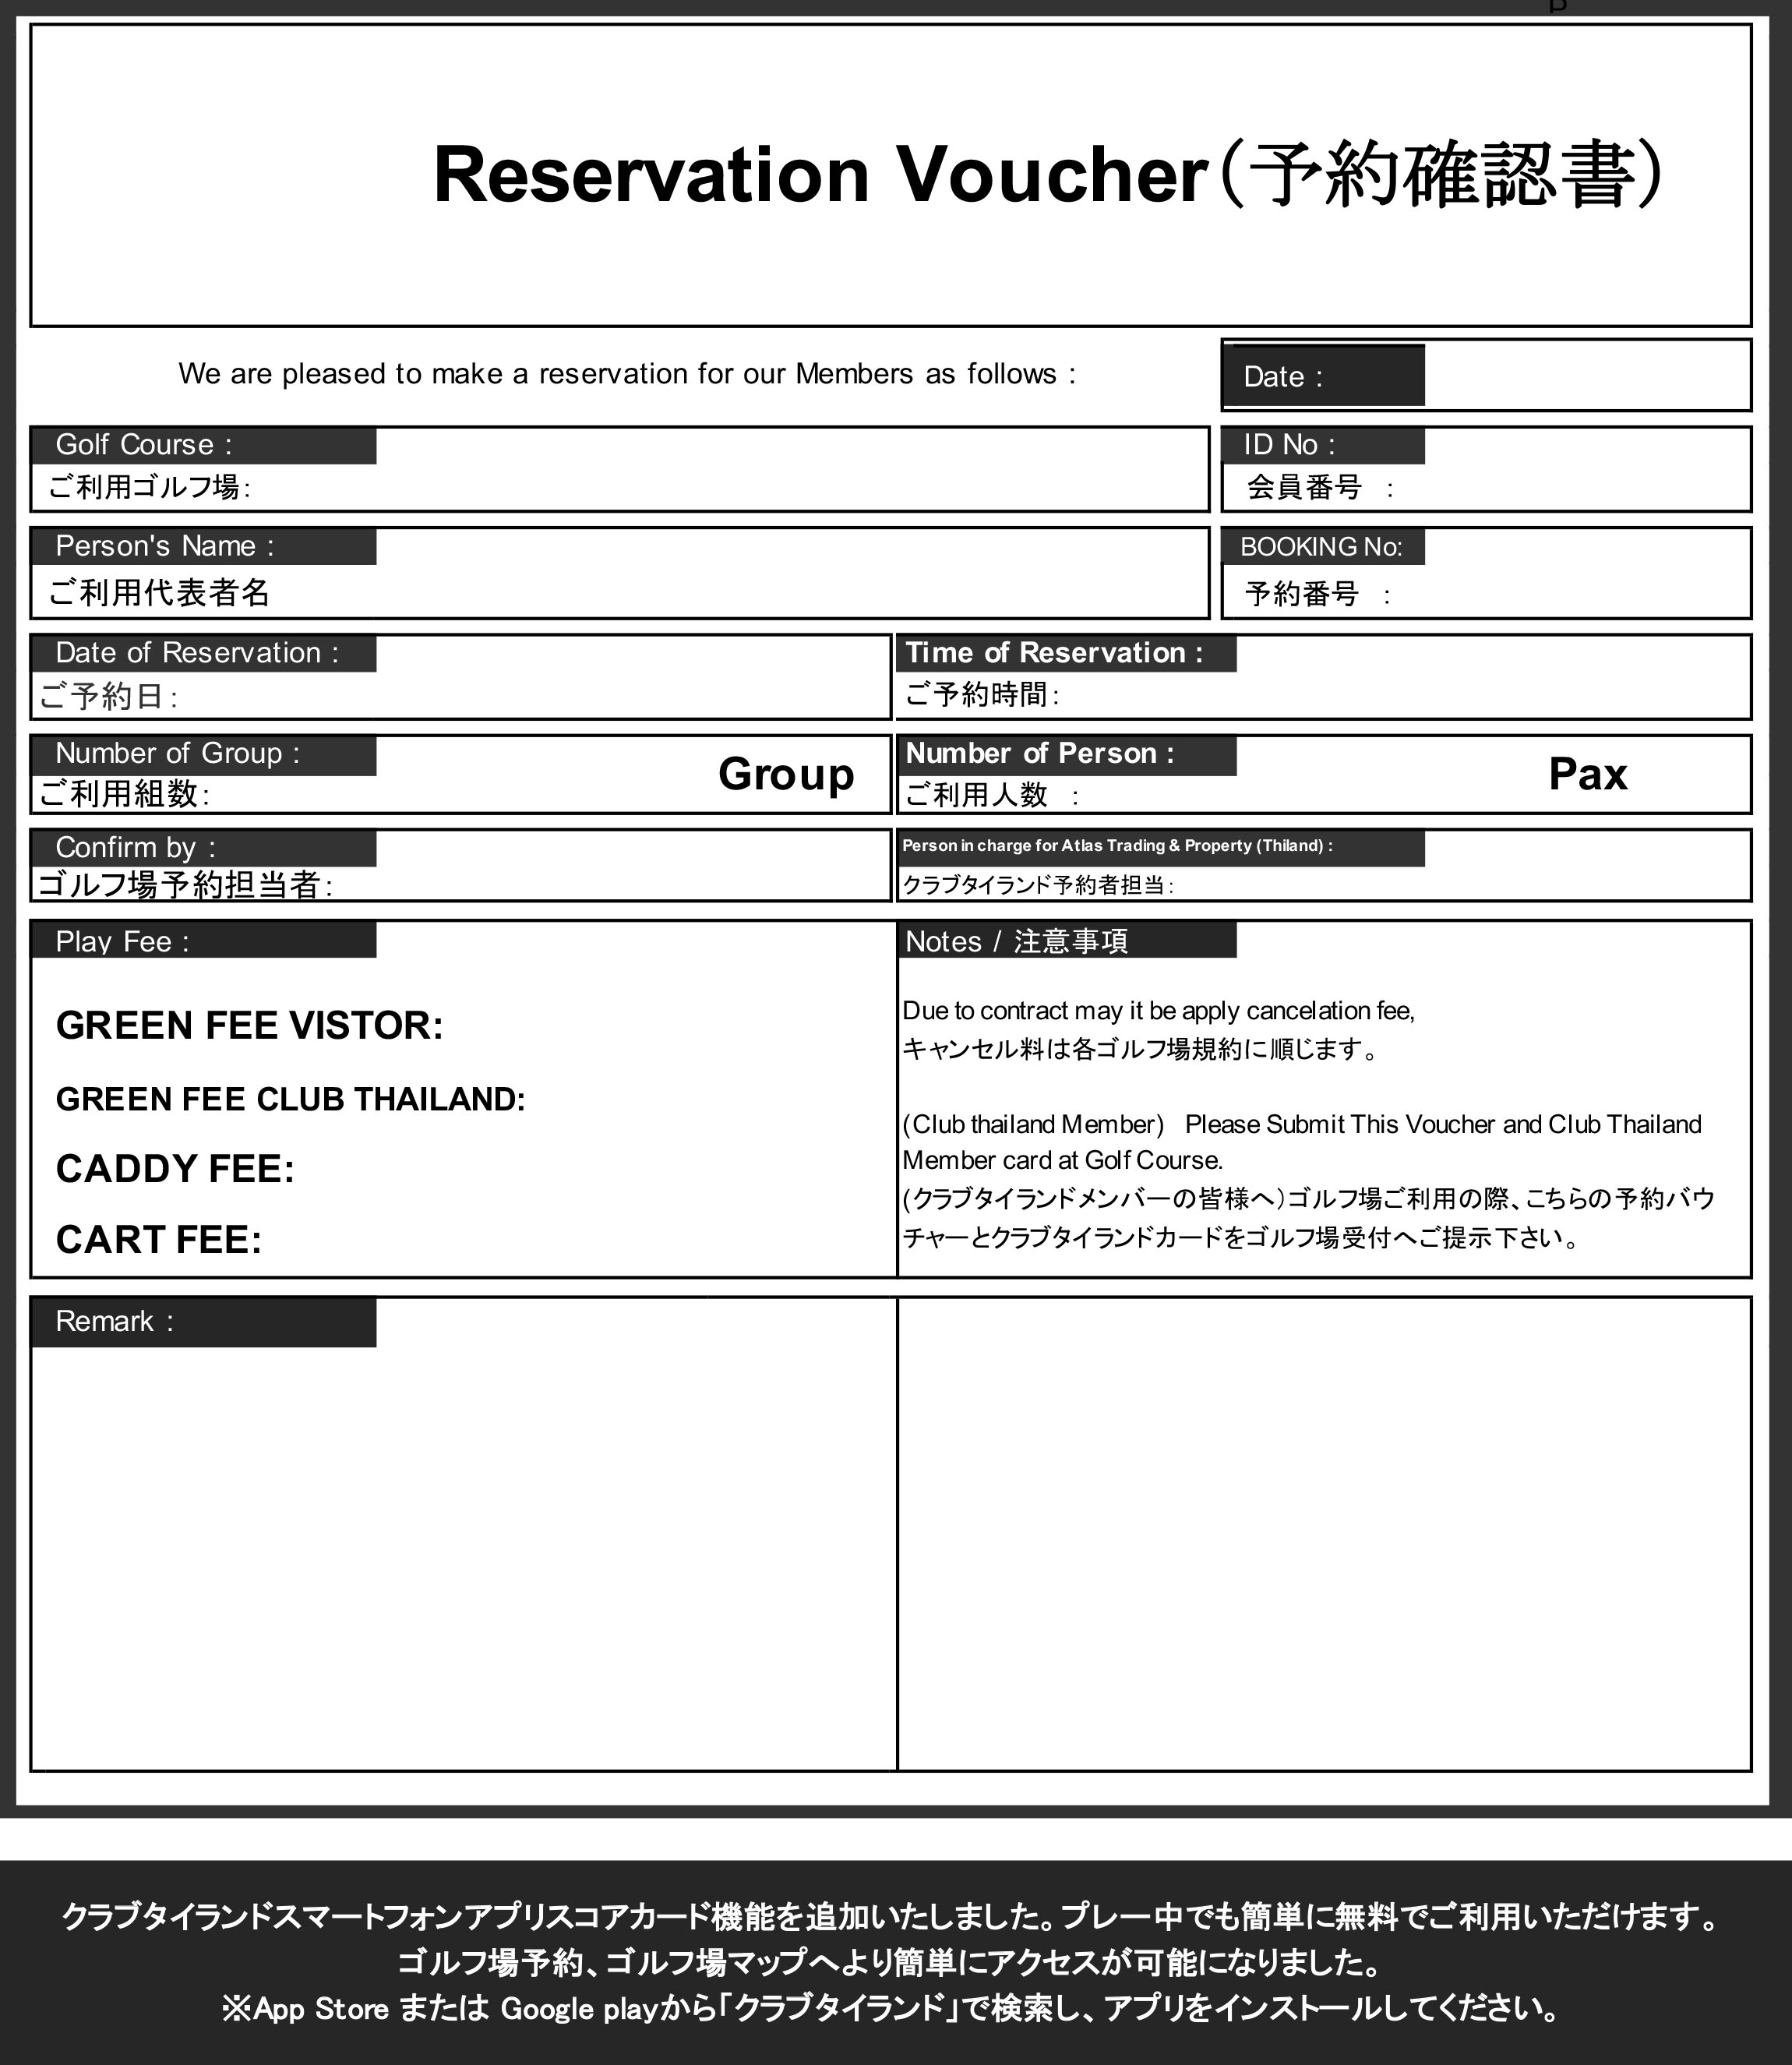 Reservation Voucher(予約確認書)
We are pleased to make a reservation for our Members as follows :
Date :
Golf Course :
ご利用ゴルフ場:
ID No :
会員番号 :
Person's Name :
ご利用代表者名
BOOKING No:
予約番号 :
Date of Reservation :
ご予約日:
Time of Reservation :
ご予約時間:
Number of Group :
ご利用組数:
Group
Number of Person :
ご利用人数 :
Pax
Confirm by :
ゴルフ場予約担当者:
Person in charge for Atlas Trading & Property (Thiland) :
クラブタイランド予約者担当:
Play Fee :
GREEN FEE VISTOR:
GREEN FEE CLUB THAILAND:
CADDY FEE:
CART FEE:
Notes / 注意事項
Due to contract may it be apply cancelation fee,
キャンセル料は各ゴルフ場規約に順じます。
(Club thailand Member) Please Submit This Voucher and Club Thailand
Member card at Golf Course.
(クラブタイランドメンバーの皆様へ)ゴルフ場ご利用の際、こちらの予約バウ
チャーとクラブタイランドカードをゴルフ場受付へご提示下さい。
Remark :
クラブタイランドスマートフォンアプリスコアカード機能を追加いたしました。プレー中でも簡単に無料でご利用いただけます。
ゴルフ場予約、ゴルフ場マップへより簡単にアクセスが可能になりました。
※App Store または Google playから「クラブタイランド」で検索し、アプリをインストールしてください。